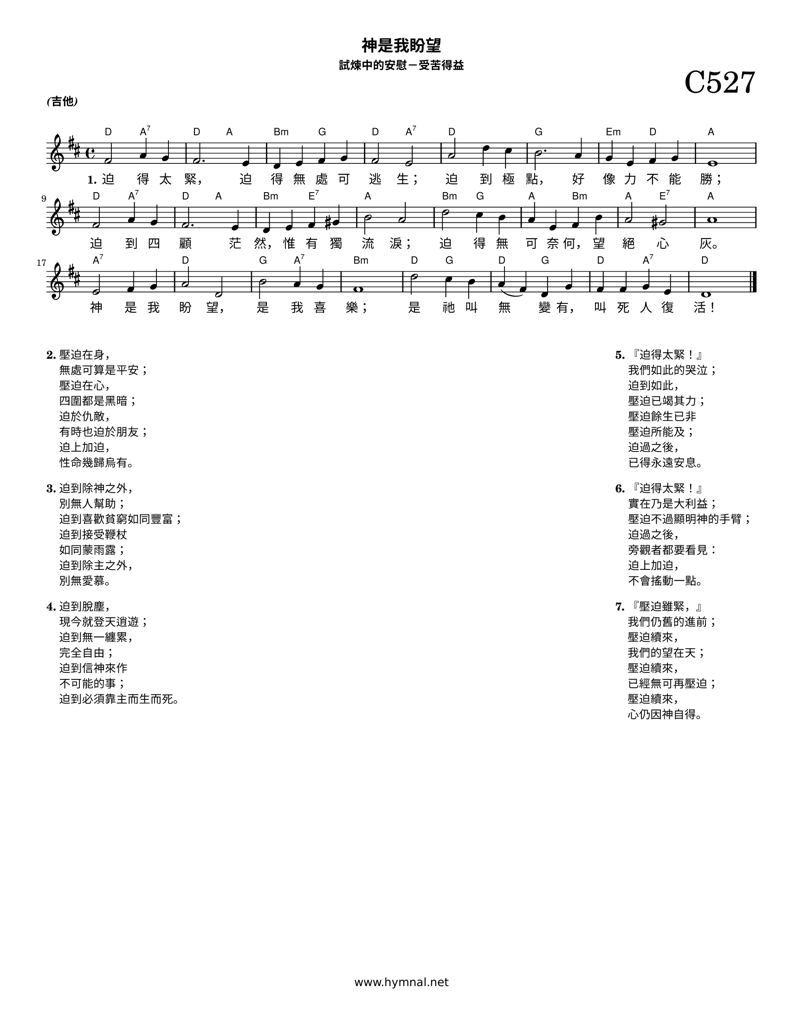 神是我盼望
試煉中的安慰－受苦得益
C527
(吉他)
D A7 D A Bm G D A7 D G Em D A
1. 迫 得 太 緊， 迫 得 無 處 可 逃 生； 迫 到 極 點， 好 像 力 不 能 勝；
9 D A7 D A Bm E7 A Bm G A Bm A E7 A
迫 到 四 顧 茫 然，惟 有 獨 流 淚； 迫 得 無 可 奈 何，望 絕 心 灰。
17 A7 D G A7 Bm D G D G D A7 D
神 是 我 盼 望， 是 我 喜 樂； 是 祂 叫 無 變 有， 叫 死 人 復 活！
2. 壓迫在身，
無處可算是平安；
壓迫在心，
四圍都是黑暗；
迫於仇敵，
有時也迫於朋友；
迫上加迫，
性命幾歸烏有。
3. 迫到除神之外，
別無人幫助；
迫到喜歡貧窮如同豐富；
迫到接受鞭杖
如同蒙雨露；
迫到除主之外，
別無愛慕。
4. 迫到脫塵，
現今就登天逍遊；
迫到無一纏累，
完全自由；
迫到信神來作
不可能的事；
迫到必須靠主而生而死。
5. 『迫得太緊！』
我們如此的哭泣；
迫到如此，
壓迫已竭其力；
壓迫餘生已非
壓迫所能及；
迫過之後，
已得永遠安息。
6. 『迫得太緊！』
實在乃是大利益；
壓迫不過顯明神的手臂；
迫過之後，
旁觀者都要看見：
迫上加迫，
不會搖動一點。
7. 『壓迫雖緊，』
我們仍舊的進前；
壓迫續來，
我們的望在天；
壓迫續來，
已經無可再壓迫；
壓迫續來，
心仍因神自得。
www.hymnal.net